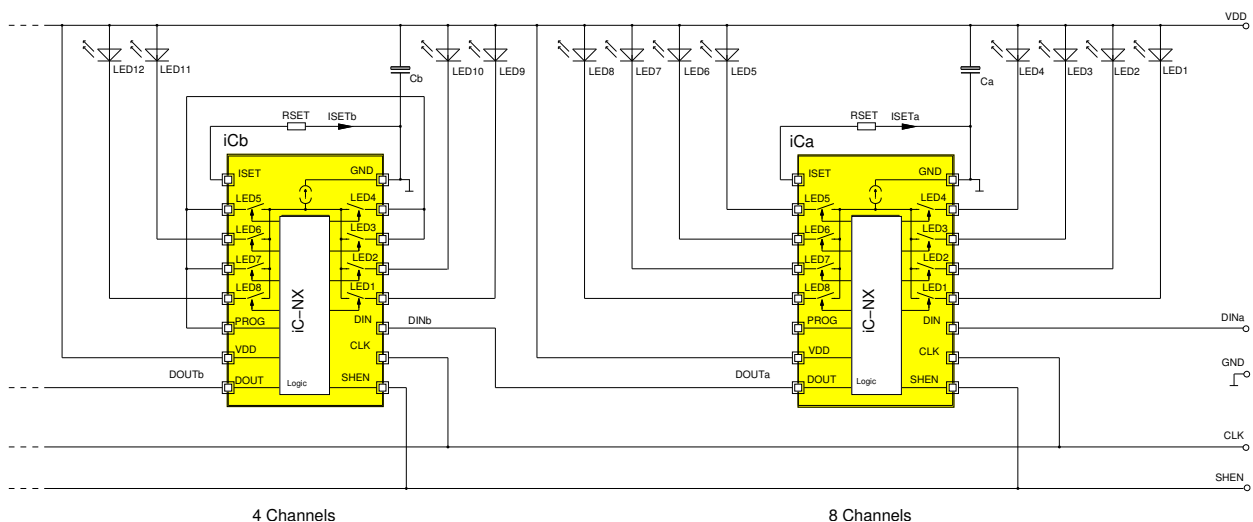 VDD
LED12
LED11
Cb
LED10
LED9
LED8
LED7
LED6
LED5
Ca
LED4
LED3
LED2
LED1
RSET
ISETb
RSET
ISETa
iCb
iCa
ISET
GND
ISET
GND
LED5
LED4
LED5
LED4
LED6
LED3
LED6
LED3
LED7
LED2
LED7
LED2
LED8
LED1
LED8
LED1
iC–NX
iC–NX
PROG
DIN
DINb
PROG
DIN
DINa
VDD
CLK
VDD
CLK
GND
DOUTb
DOUT
Logic
SHEN
DOUTa
DOUT
Logic
SHEN
CLK
SHEN
4 Channels
8 Channels